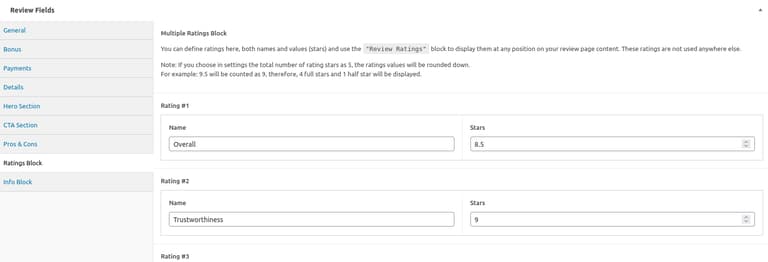 Review Fields
General
Bonus
Payments
Details
Hero Section
CTA Section
Pros & Cons
Ratings Block
Info Block
Multiple Ratings Block
You can define ratings here, both names and values (stars) and use the "Review Ratings" block to display them at any position on your review page content. These ratings are not used anywhere else.
Note: If you choose in settings the total number of rating stars as 5, the ratings values will be rounded down.
For example: 9.5 will be counted as 9, therefore, 4 full stars and 1 half star will be displayed.
Rating #1
Name Stars
Overall 8.5
Rating #2
Name Stars
Trustworthiness 9
Rating #3